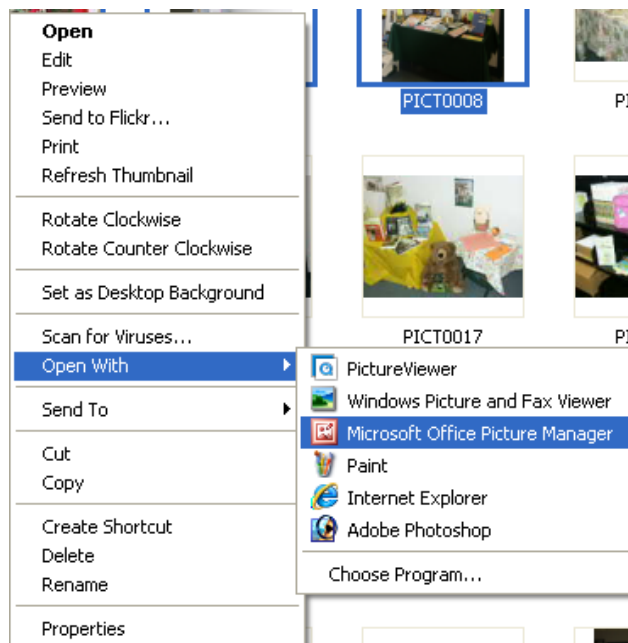 Open
Edit
Preview
Send to Flickr...
Print
Refresh Thumbnail
Rotate Clockwise
Rotate Counter Clockwise
Set as Desktop Background
Scan for Viruses...
Open With
Send To
Cut
Copy
Create Shortcut
Delete
Rename
Properties
PICT0008
PICT0017
PictureViewer
Windows Picture and Fax Viewer
Microsoft Office Picture Manager
Paint
Internet Explorer
Adobe Photoshop
Choose Program...